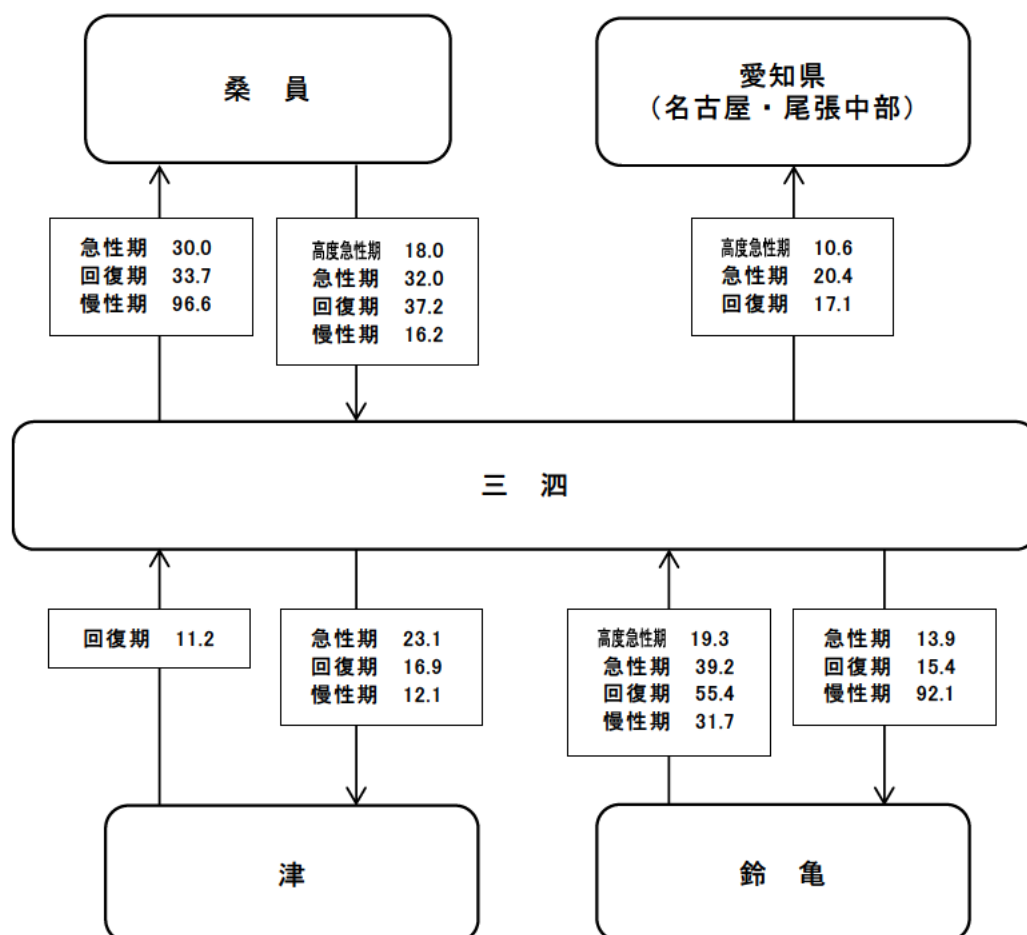 桑　員
愛知県
（名古屋・尾張中部）
急性期 30.0
回復期 33.7
慢性期 96.6
高度急性期 18.0
急性期 32.0
回復期 37.2
慢性期 16.2
高度急性期 10.6
急性期 20.4
回復期 17.1
三　泗
回復期 11.2
急性期 23.1
回復期 16.9
慢性期 12.1
高度急性期 19.3
急性期 39.2
回復期 55.4
慢性期 31.7
急性期 13.9
回復期 15.4
慢性期 92.1
津
鈴　亀